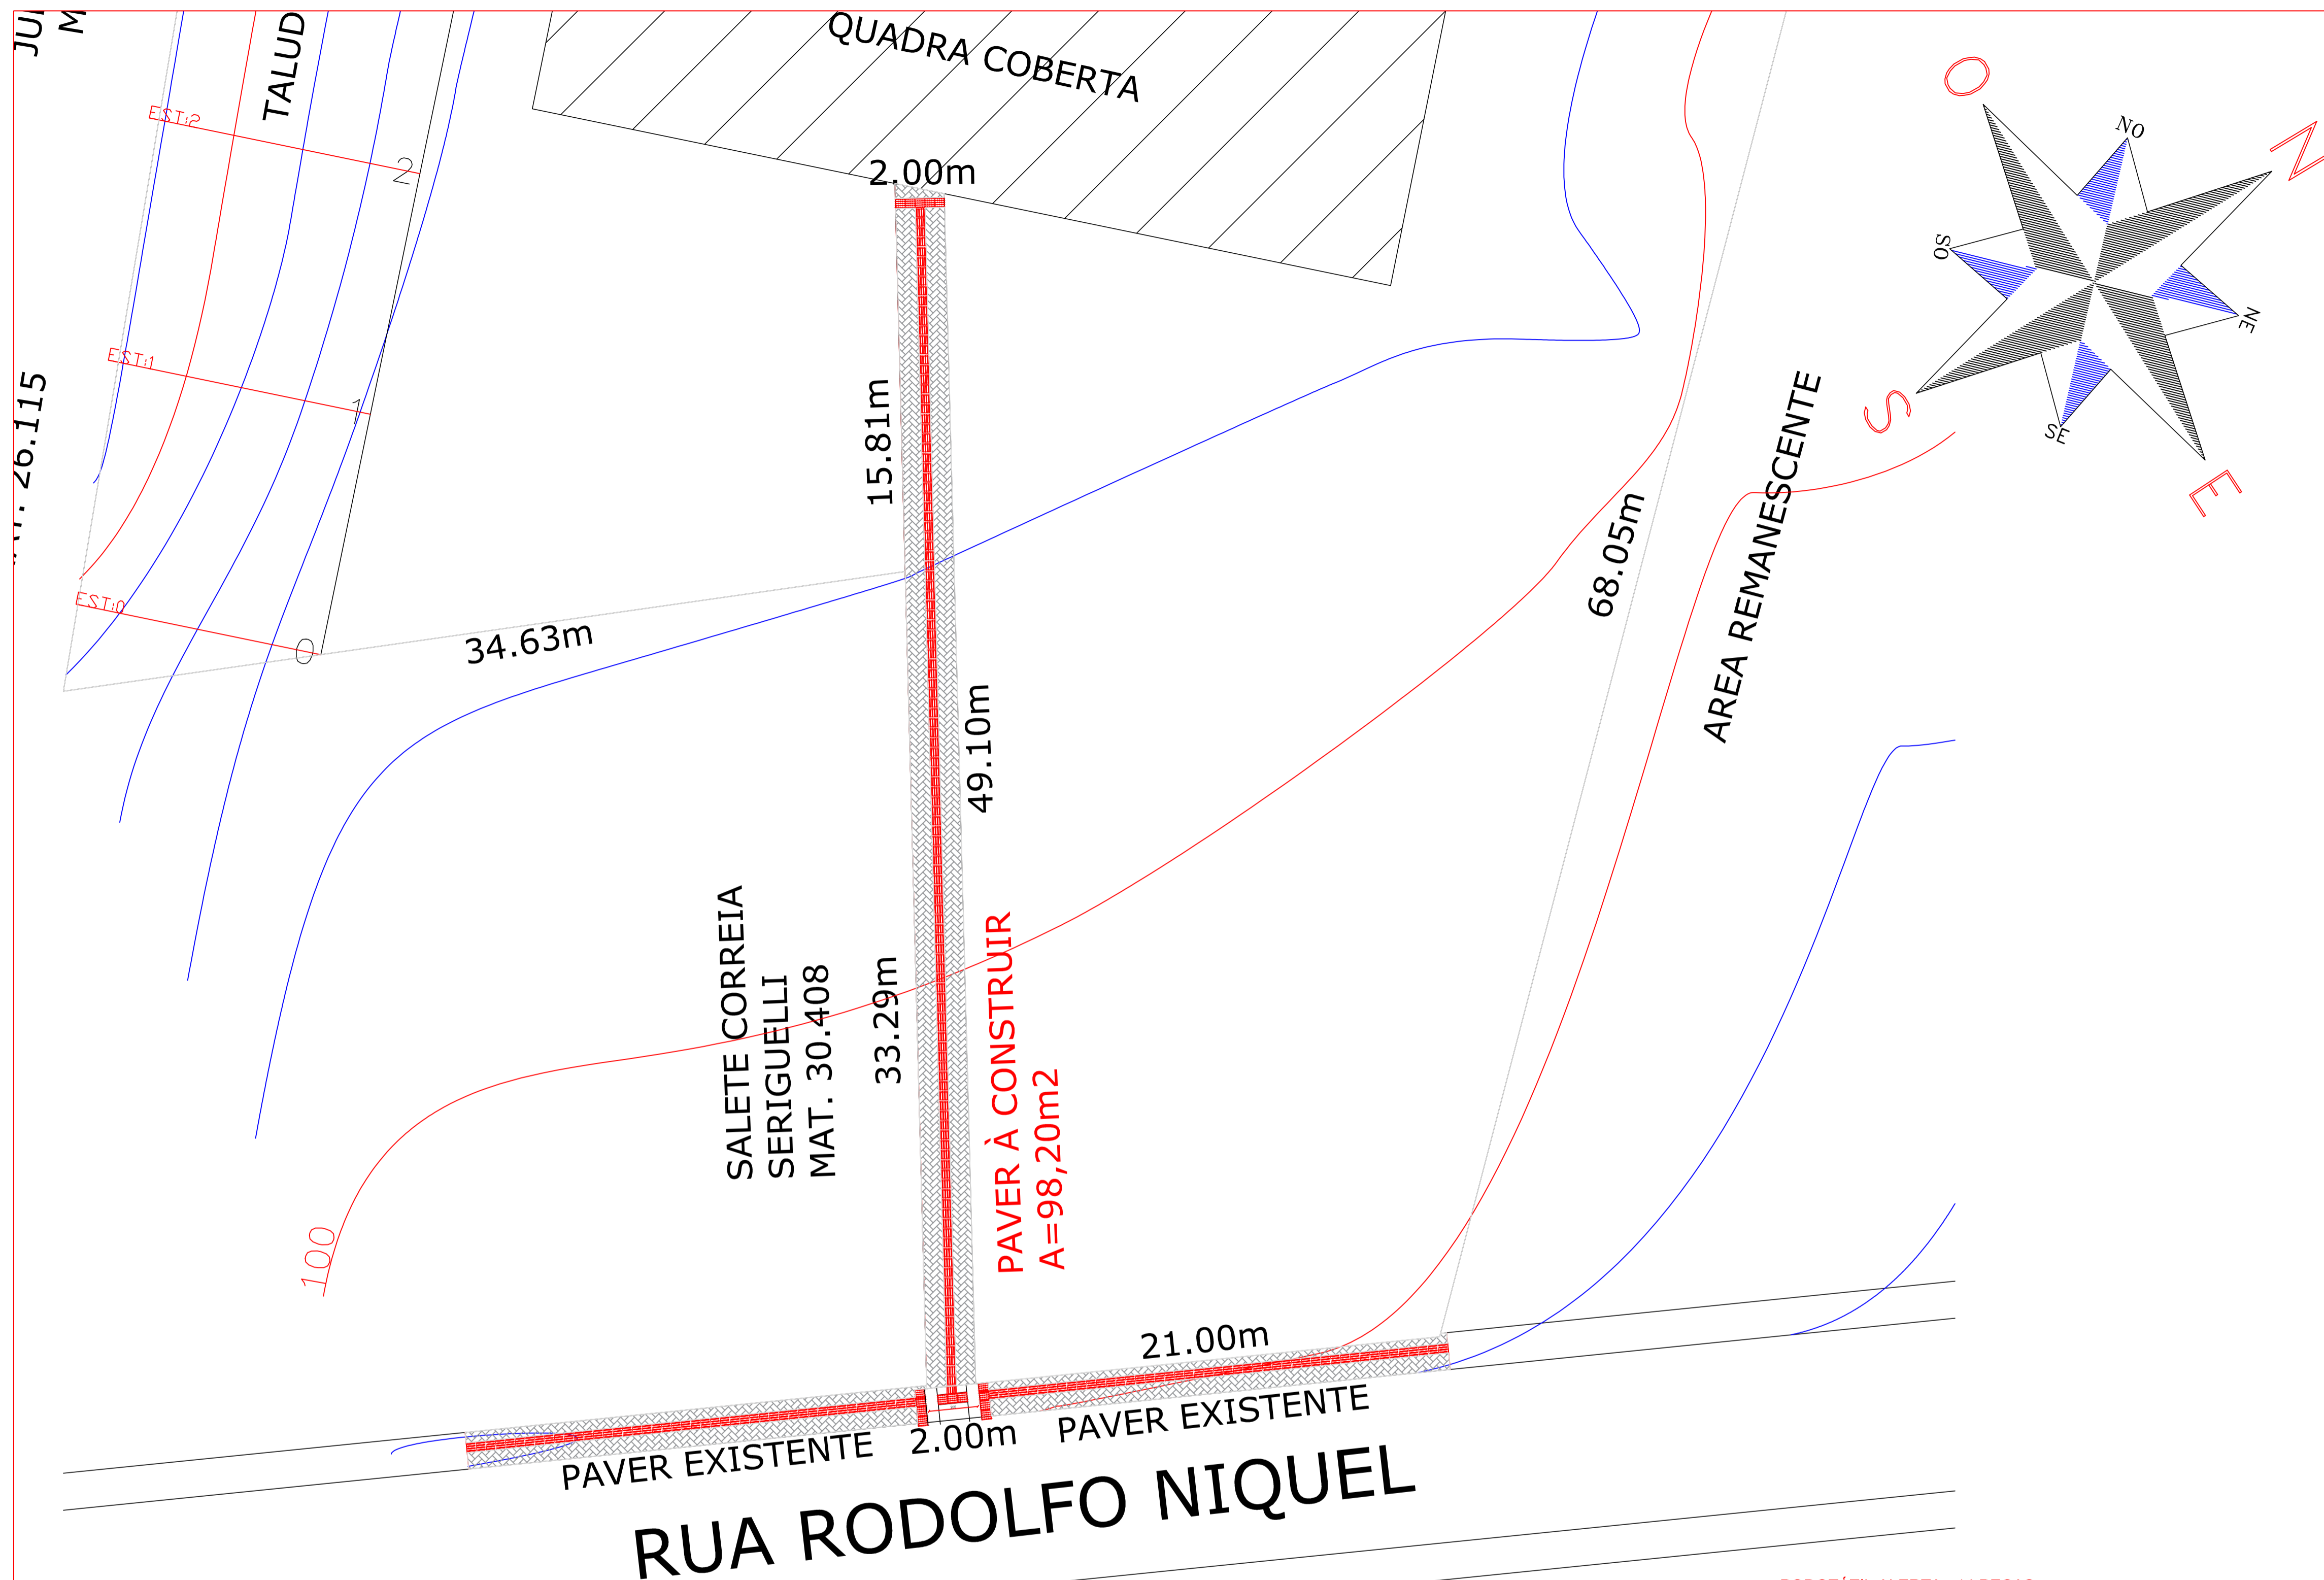 TALUD
QUADRA COBERTA
O
NO
N
EST:2
2
2.00m
SO
NE
EST:1
1
15.81m
S
SE
E
26.115
68.05m
AREA REMANESCENTE
EST:0
0
34.63m
49.10m
SALETE CORREIA
SERIGUELLI
MAT. 30.408
33.29m
PAVER À CONSTRUIR
A=98,20m2
100
21.00m
PAVER EXISTENTE
2.00m
PAVER EXISTENTE
RUA RODOLFO NIQUEL